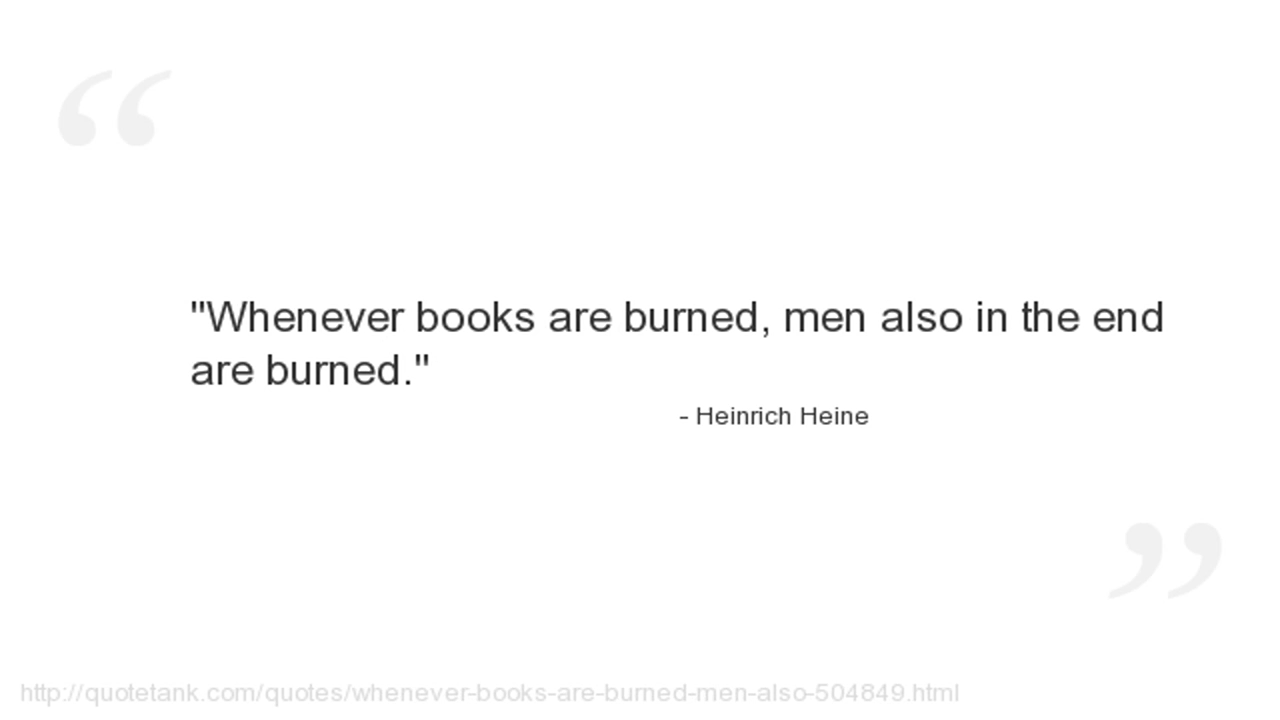 "Whenever books are burned, men also in the end
are burned."
- Heinrich Heine
http://quotetank.com/quotes/whenever-books-are-burned-men-also-504849.html